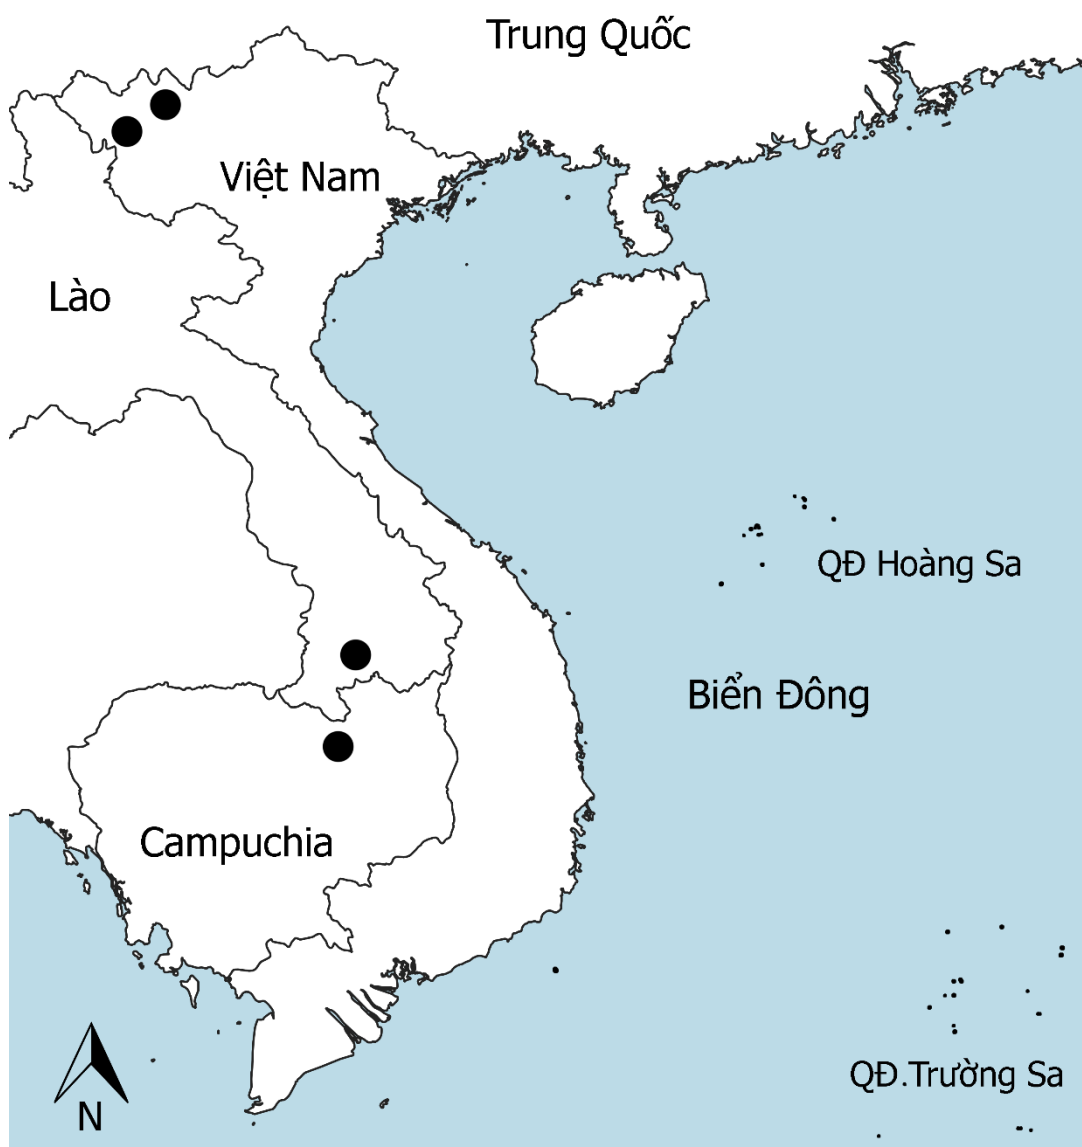 Trung Quốc
Việt Nam
Lào
QĐ Hoàng Sa
Biển Đông
Campuchia
QĐ.Trường Sa
N